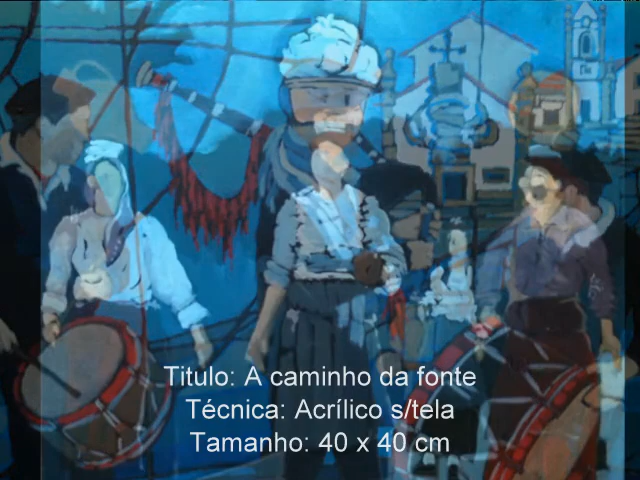 Titulo: A caminho da fonte
Técnica: Acrílico s/tela
Tamanho: 40 x 40 cm